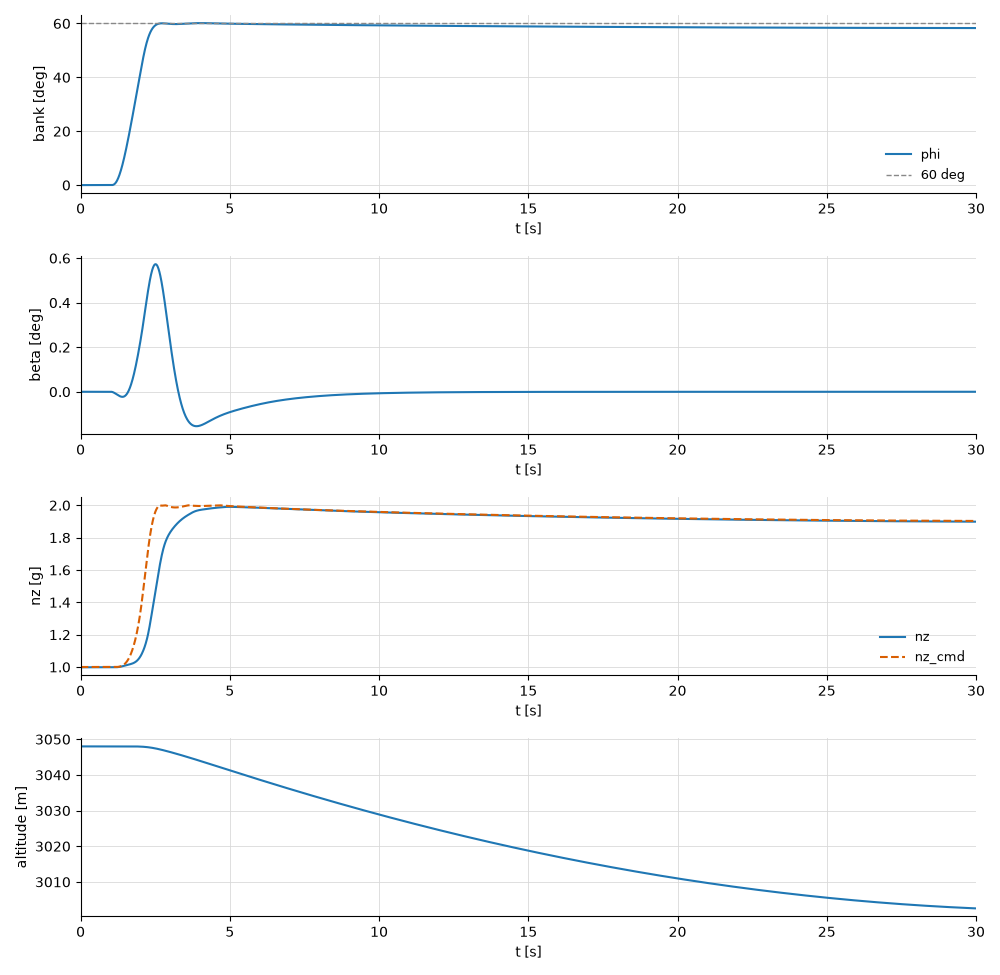 60
40
20
0
bank [deg]
phi
60 deg
0 5 10 15 20 25 30
t [s]
0.6
0.4
0.2
0.0
beta [deg]
0 5 10 15 20 25 30
t [s]
2.0
1.8
1.6
1.4
1.2
1.0
nz [g]
nz
nz_cmd
0 5 10 15 20 25 30
t [s]
3050
3040
3030
3020
3010
altitude [m]
0 5 10 15 20 25 30
t [s]